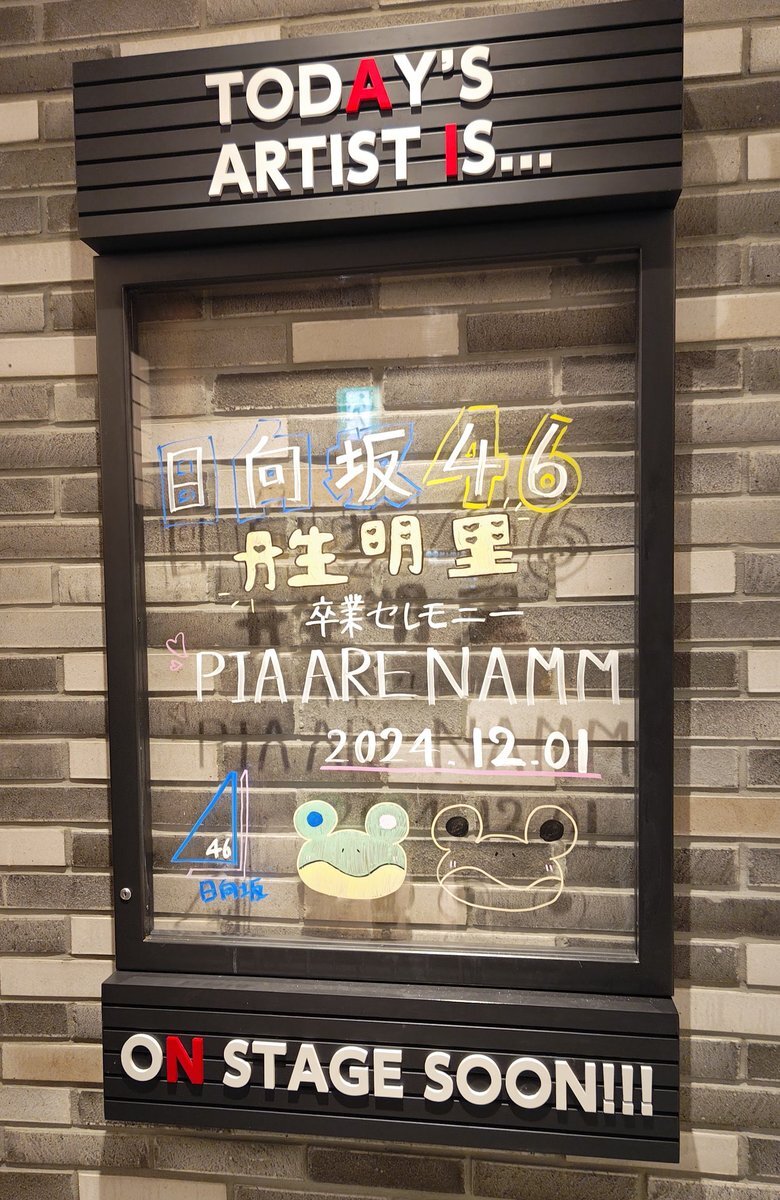 TODAY'S
ARTIST IS...
日向坂46
丹生明里
卒業セレモニー
PIA ARENA MM
2024.12.01
46
日向坂
ON STAGE SOON!!!